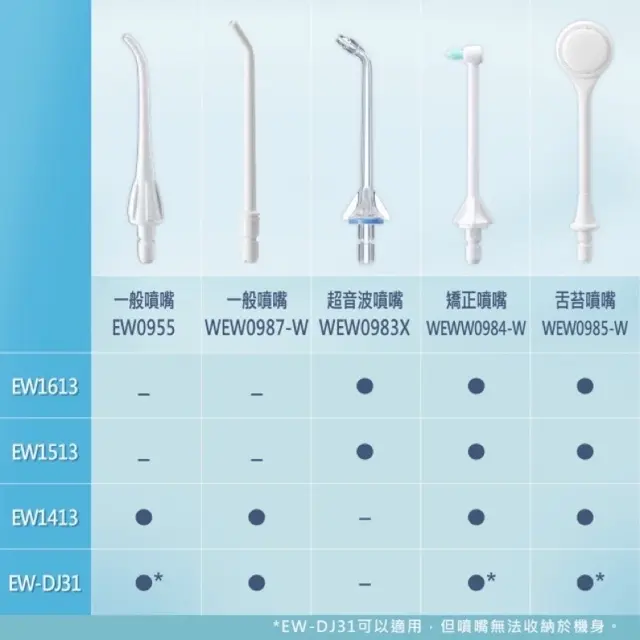 一般噴嘴 一般噴嘴 超音波噴嘴 矯正噴嘴 舌苔噴嘴
EW0955 WEW0987-W WEW0983X WEWW0984-W WEW0985-W
EW1613 – – ● ● ●
EW1513 – – ● ● ●
EW1413 ● ● – ● ●
EW-DJ31 ●* ● – ●* ●*
*EW-DJ31可以適用，但噴嘴無法收納於機身。